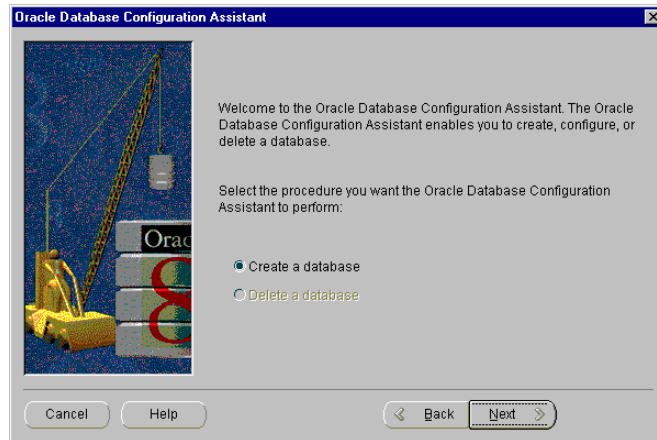 Oracle Database Configuration Assistant
Welcome to the Oracle Database Configuration Assistant. The Oracle
Database Configuration Assistant enables you to create, configure, or
delete a database.
Select the procedure you want the Oracle Database Configuration
Assistant to perform:
Orac
8
Create a database
Delete a database
Cancel
Help
Back
Next